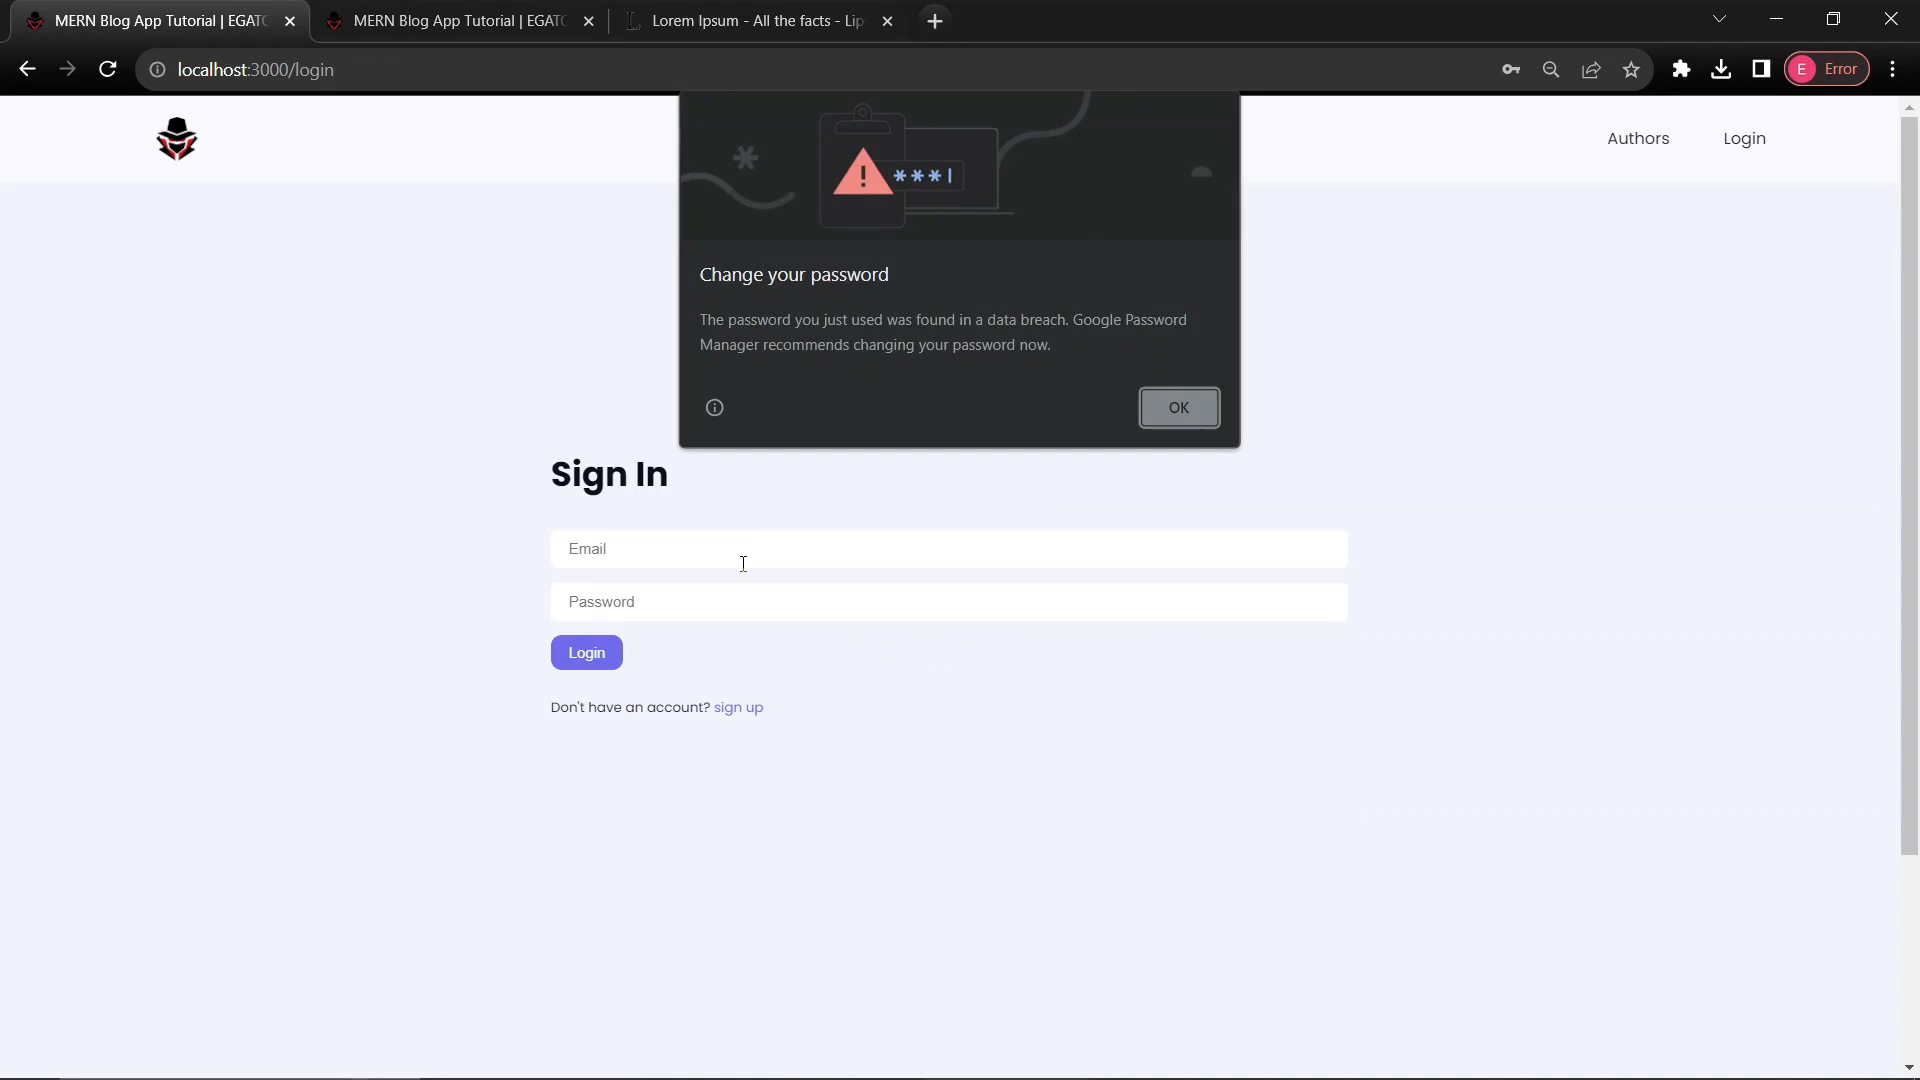 MERN Blog App Tutorial | EGATO
MERN Blog App Tutorial | EGATO
Lorem Ipsum - All the facts - Lip
localhost:3000/login
E
Error
Authors
Login
***
Change your password
The password you just used was found in a data breach. Google Password
Manager recommends changing your password now.
OK
Sign In
Email
Password
Login
Don't have an account? sign up